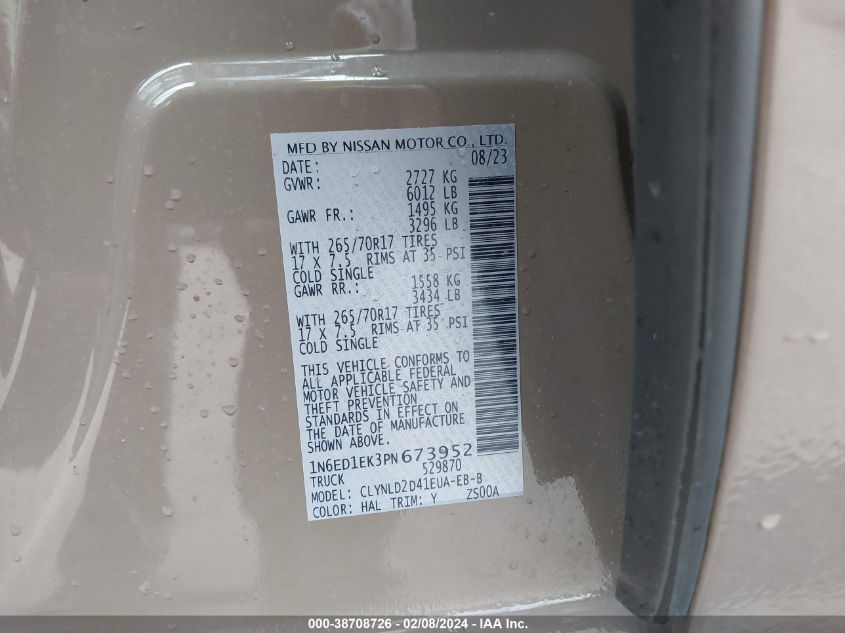 MFD BY NISSAN MOTOR CO., LTD.
DATE: 08/23
GVWR: 2727 KG
6012 LB
GAWR FR.: 1495 KG
3296 LB
WITH 265/70R17 TIRES
17 X 7.5 RIMS AT 35 PSI
COLD SINGLE
GAWR RR.: 1558 KG
3434 LB
WITH 265/70R17 TIRES
17 X 7.5 RIMS AT 35 PSI
COLD SINGLE
THIS VEHICLE CONFORMS TO
ALL APPLICABLE FEDERAL
MOTOR VEHICLE SAFETY AND
THEFT PREVENTION
STANDARDS IN EFFECT ON
THE DATE OF MANUFACTURE
SHOWN ABOVE.
1N6ED1EK3PN673952
TRUCK 529870
MODEL: CLYNLD2D41EUA-EB-B
COLOR: HAL TRIM: Y ZS00A
000-38708726 - 02/08/2024 - IAA Inc.